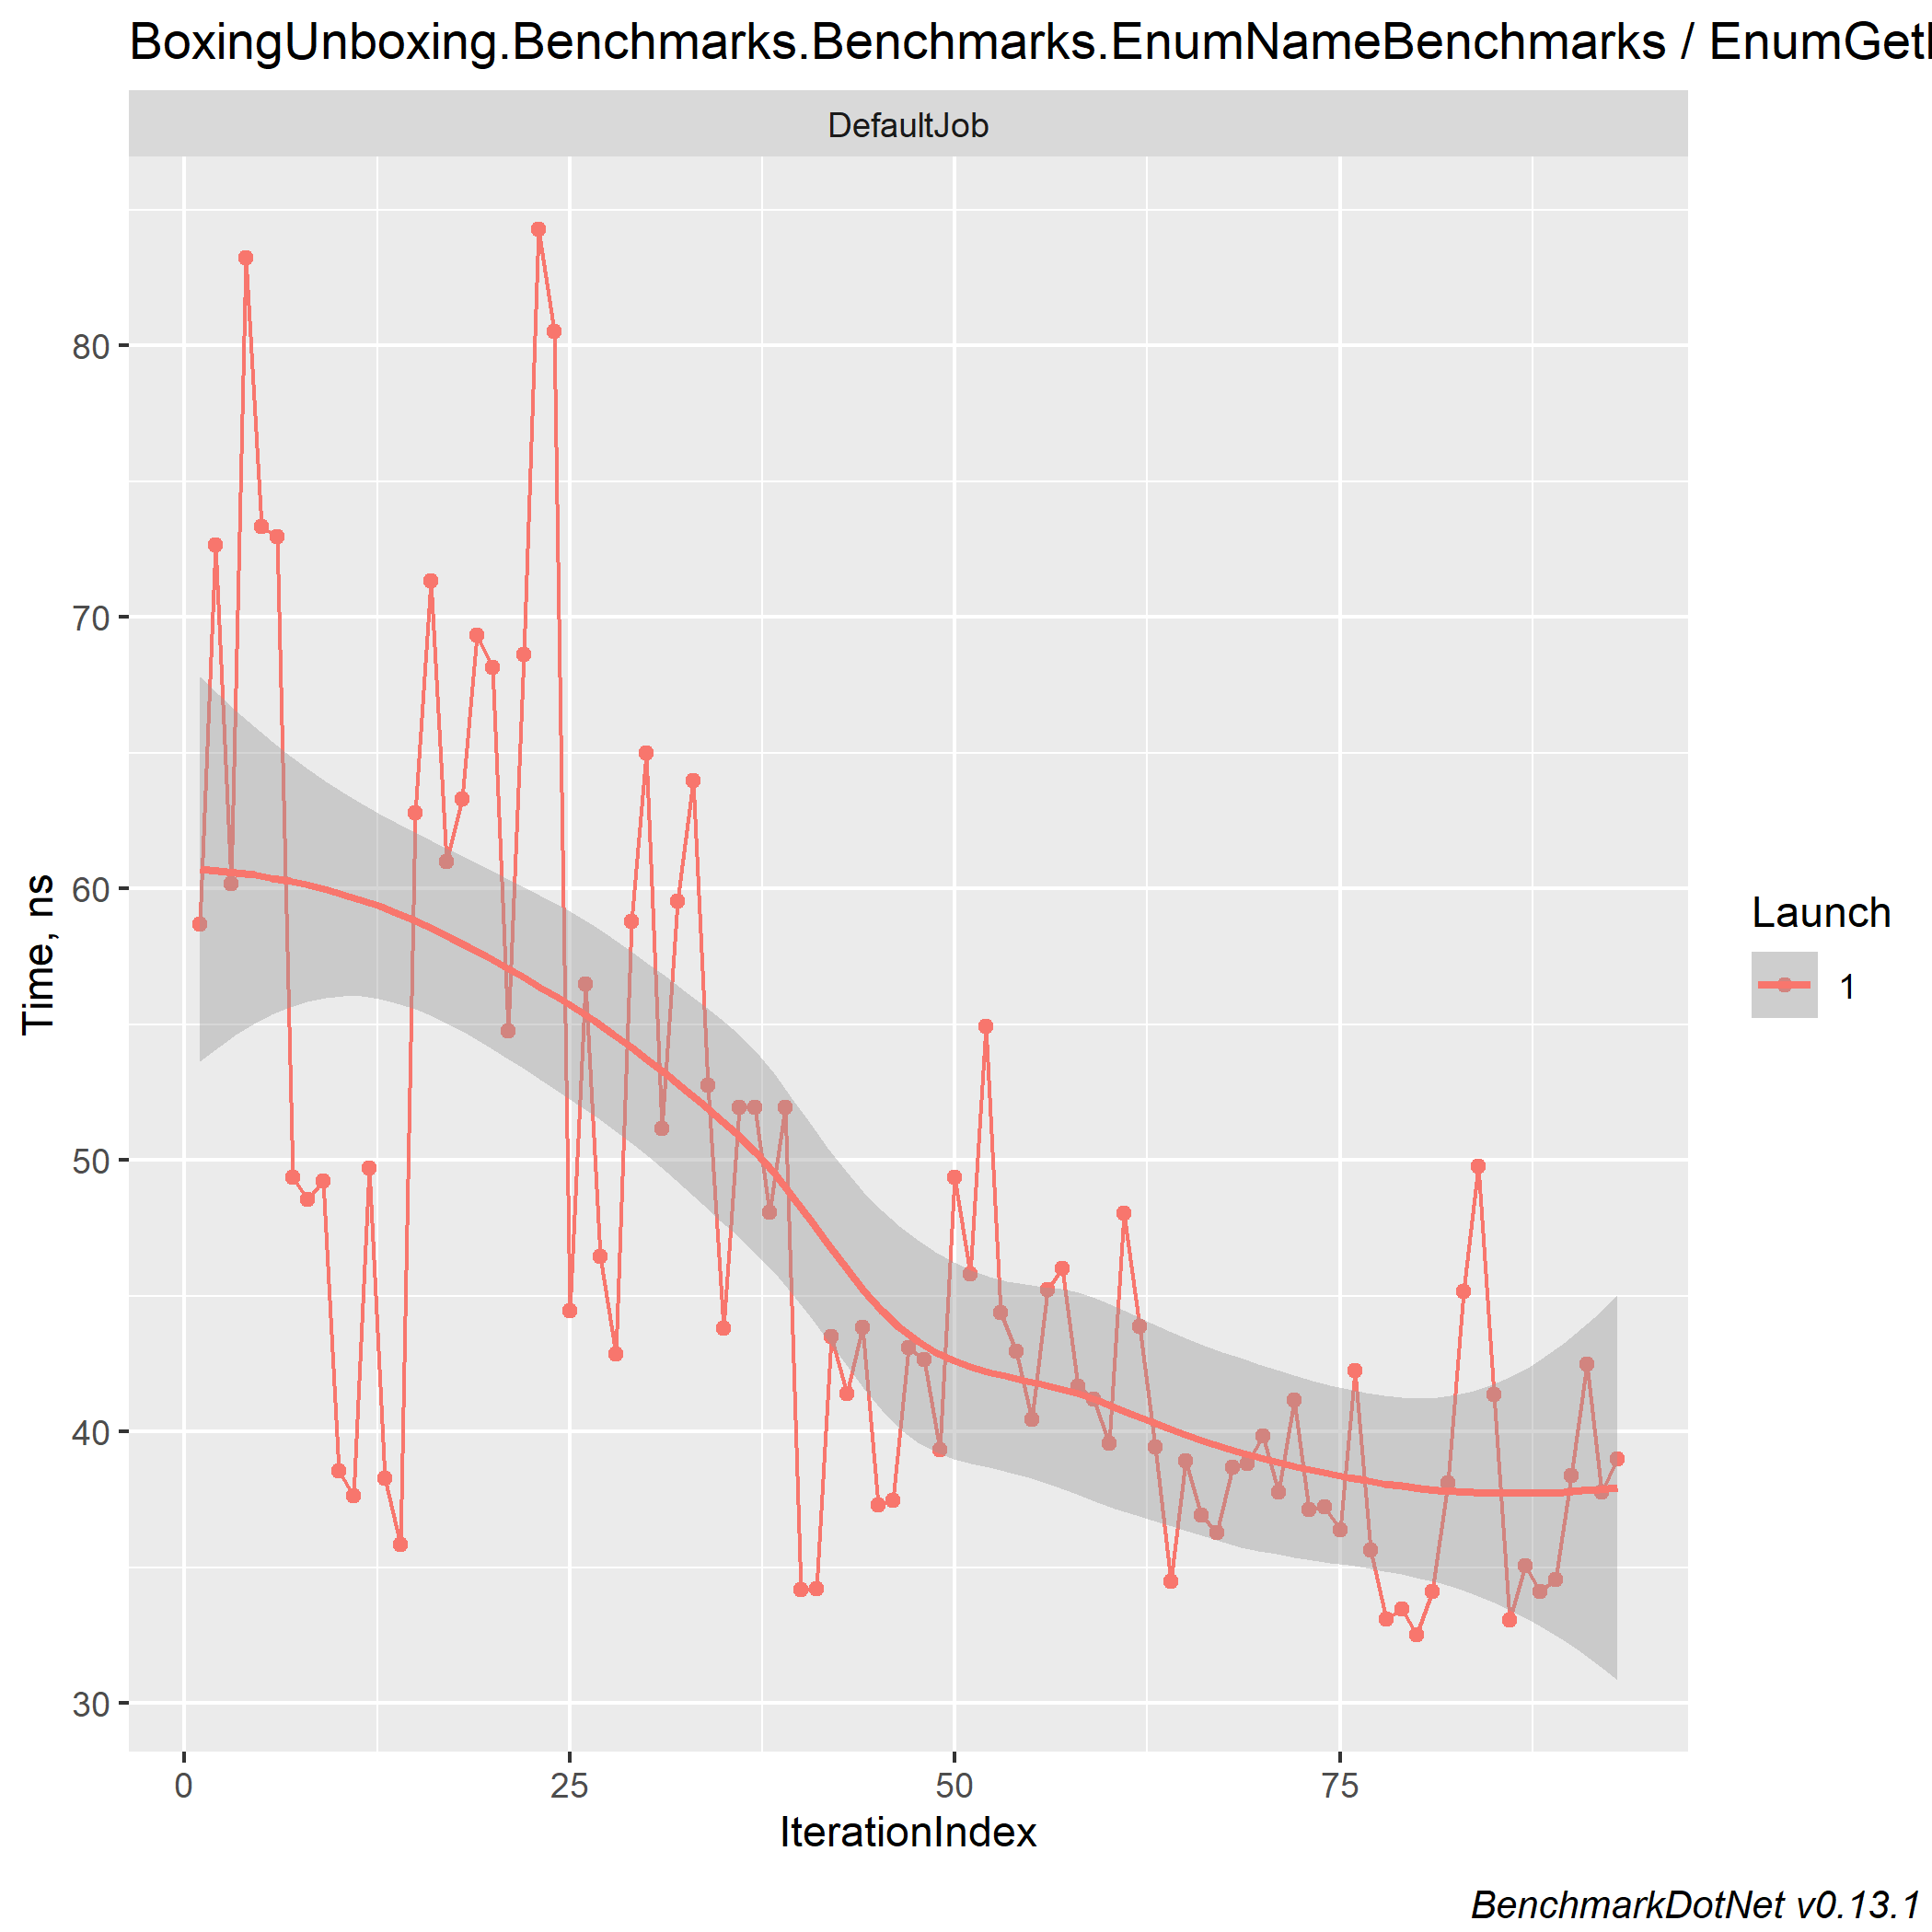 BoxingUnboxing.Benchmarks.Benchmarks.EnumNameBenchmarks / EnumGet
DefaultJob
80
70
60
50
40
30
Time, ns
0 25 50 75
IterationIndex
Launch
1
BenchmarkDotNet v0.13.1